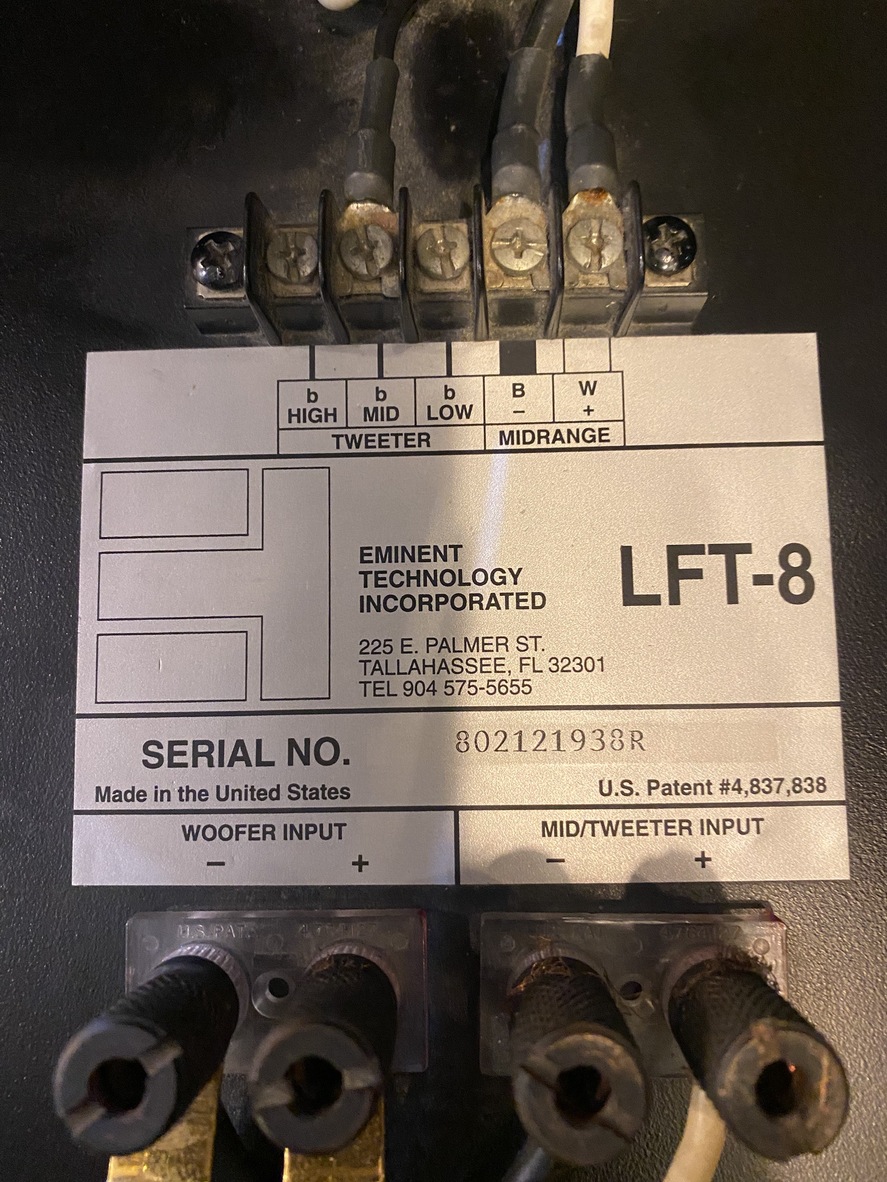 b b b B W
HIGH MID LOW – +
TWEETER MIDRANGE
EMINENT
TECHNOLOGY
INCORPORATED
LFT-8
225 E. PALMER ST.
TALLAHASSEE, FL 32301
TEL 904 575-5655
SERIAL NO. 802121938R
Made in the United States U.S. Patent #4,837,838
WOOFER INPUT MID/TWEETER INPUT
– + – +
U.S. PAT.